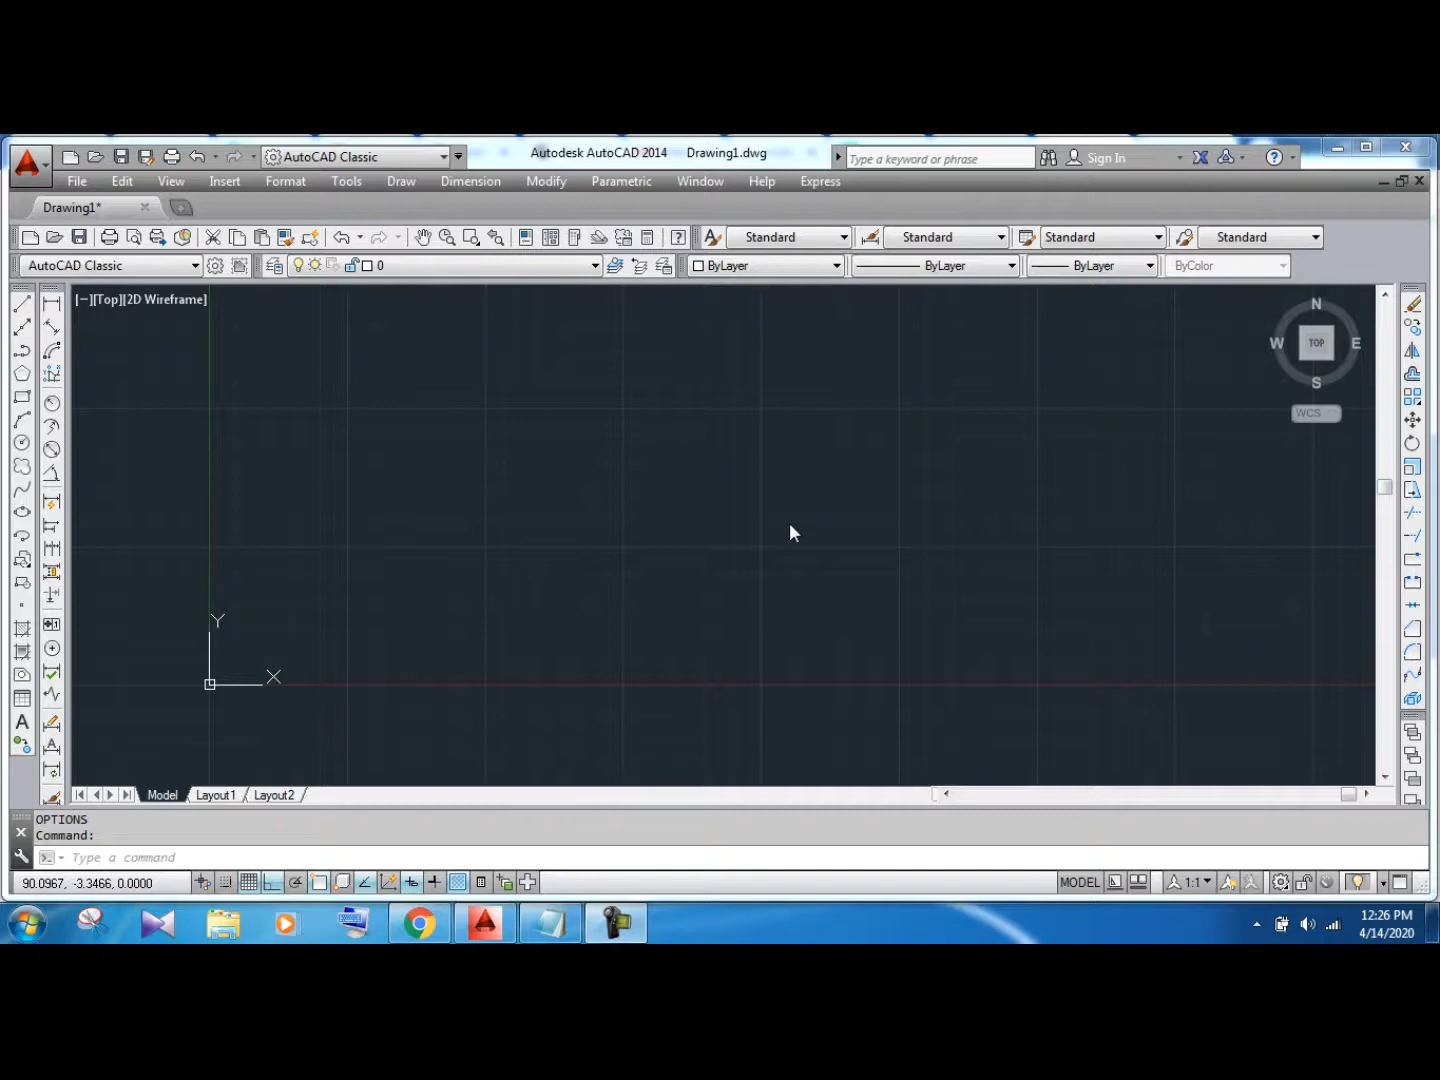 AutoCAD Classic
Autodesk AutoCAD 2014 Drawing1.dwg
Type a keyword or phrase
Sign In
File Edit View Insert Format Tools Draw Dimension Modify Parametric Window Help Express
Drawing1*
Standard Standard Standard Standard
AutoCAD Classic 0 ByLayer ByLayer ByLayer ByColor
[−][Top][2D Wireframe]
N
W TOP E
S
WCS
Y
X
Model Layout1 Layout2
OPTIONS
Command:
Type a command
90.0967, -3.3466, 0.0000 MODEL 1:1
12:26 PM
4/14/2020